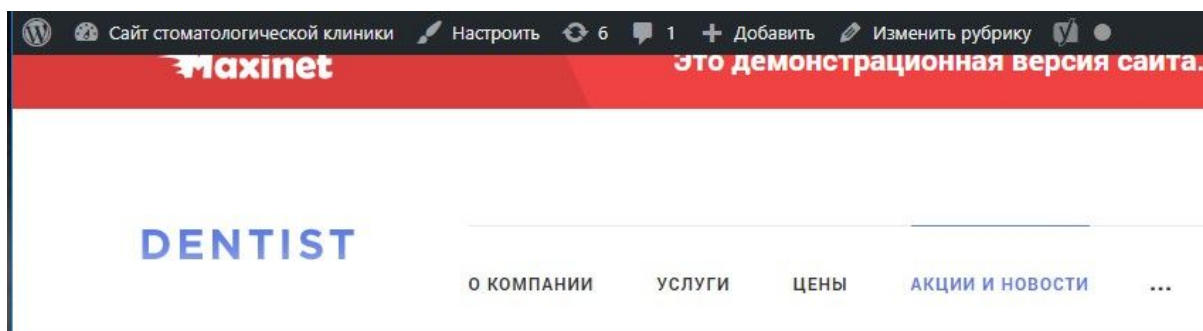 Сайт стоматологической клиники Настроить 6 1 + Добавить Изменить рубрику
Maxinet Это демонстрационная версия сайта.
DENTIST
О КОМПАНИИ УСЛУГИ ЦЕНЫ АКЦИИ И НОВОСТИ ...